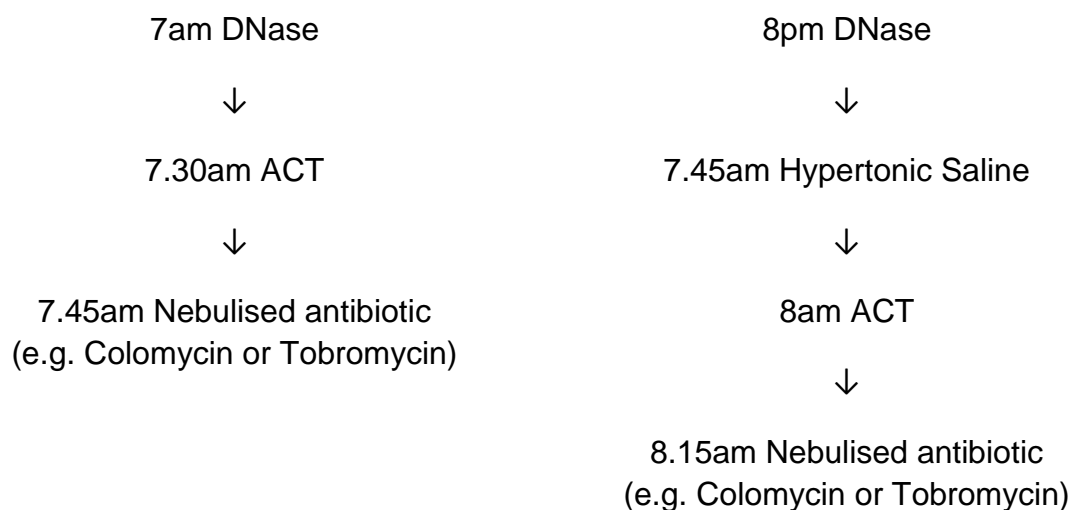 7am DNase
↓
7.30am ACT
↓
7.45am Nebulised antibiotic
(e.g. Colomycin or Tobromycin)
8pm DNase
↓
7.45am Hypertonic Saline
↓
8am ACT
↓
8.15am Nebulised antibiotic
(e.g. Colomycin or Tobromycin)